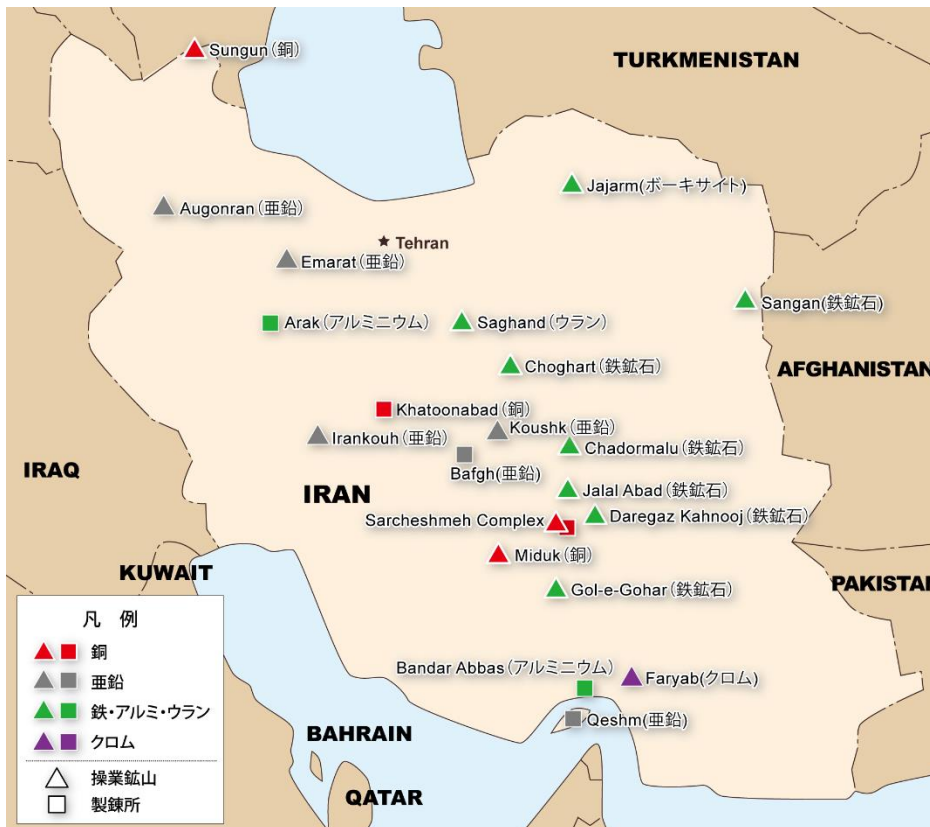 Sungun(銅)
TURKMENISTAN
Jajarm(ボーキサイト)
Augonran(亜鉛)
Tehran
Emarat(亜鉛)
Sangan(鉄鉱石)
Arak(アルミニウム)
Saghand(ウラン)
Choghart(鉄鉱石)
AFGHANISTAN
Khatoonabad(銅)
Koushk(亜鉛)
Irankouh(亜鉛)
Chadormalu(鉄鉱石)
IRAQ
Bafgh(亜鉛)
IRAN
Jalal Abad(鉄鉱石)
Sarcheshmeh Complex
Daregaz Kahnooj(鉄鉱石)
Miduk(銅)
KUWAIT
PAKISTAN
Gol-e-Gohar(鉄鉱石)
凡 例
銅
亜鉛
鉄・アルミ・ウラン
クロム
操業鉱山
製錬所
Bandar Abbas(アルミニウム)
Faryab(クロム)
Qeshm(亜鉛)
BAHRAIN
QATAR